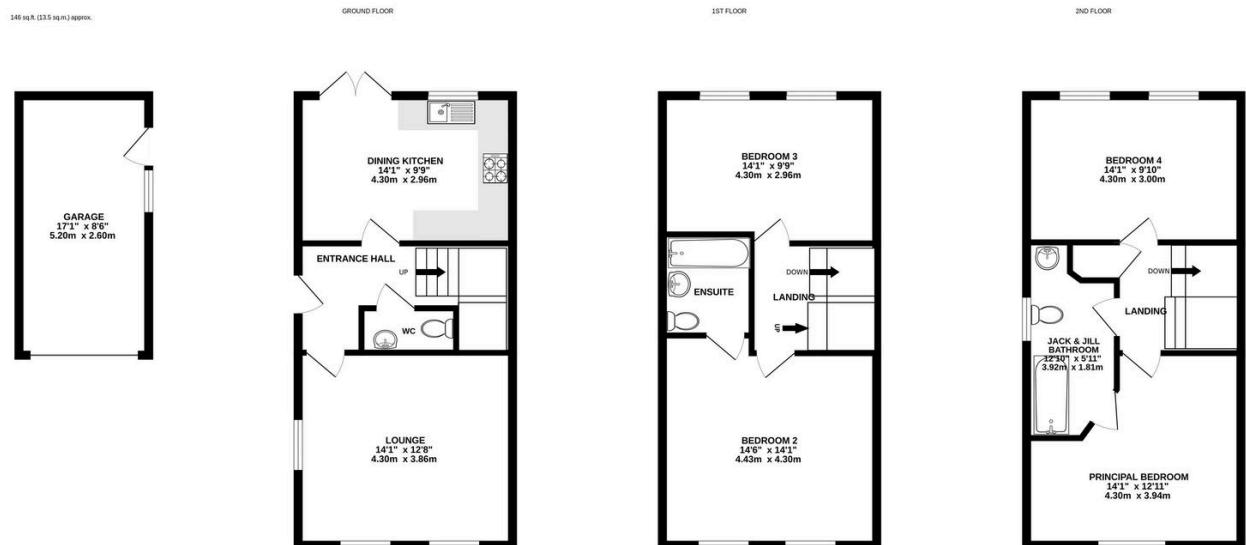 146 sq.ft. (13.5 sq.m.) approx.
GROUND FLOOR
1ST FLOOR
2ND FLOOR
GARAGE
17'1" x 8'6"
5.20m x 2.60m
DINING KITCHEN
14'1" x 9'9"
4.30m x 2.96m
ENTRANCE HALL
UP
WC
LOUNGE
14'1" x 12'8"
4.30m x 3.86m
BEDROOM 3
14'1" x 9'9"
4.30m x 2.96m
ENSUITE
DOWN
LANDING
UP
BEDROOM 2
14'6" x 14'1"
4.43m x 4.30m
BEDROOM 4
14'1" x 9'10"
4.30m x 3.00m
DOWN
LANDING
JACK & JILL
BATHROOM
12'10" x 5'11"
3.92m x 1.81m
PRINCIPAL BEDROOM
14'1" x 12'11"
4.30m x 3.94m